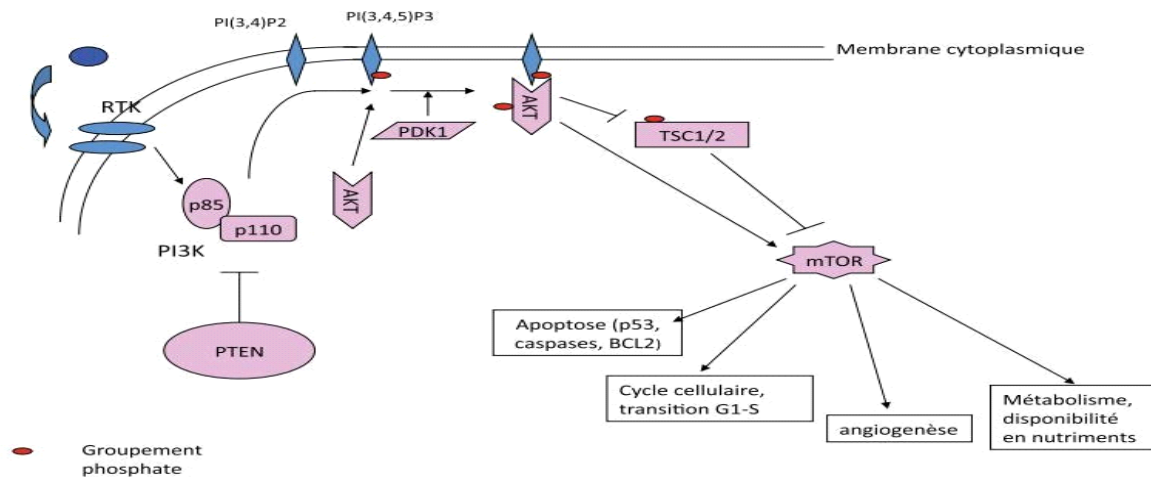 PI(3,4)P2
PI(3,4,5)P3
Membrane cytoplasmique
RTK
PDK1
AKT
TSC1/2
p85
AKT
p110
PI3K
mTOR
PTEN
Apoptose (p53,
caspases, BCL2)
Cycle cellulaire,
transition G1-S
angiogenèse
Métabolisme,
disponibilité
en nutriments
Groupement
phosphate